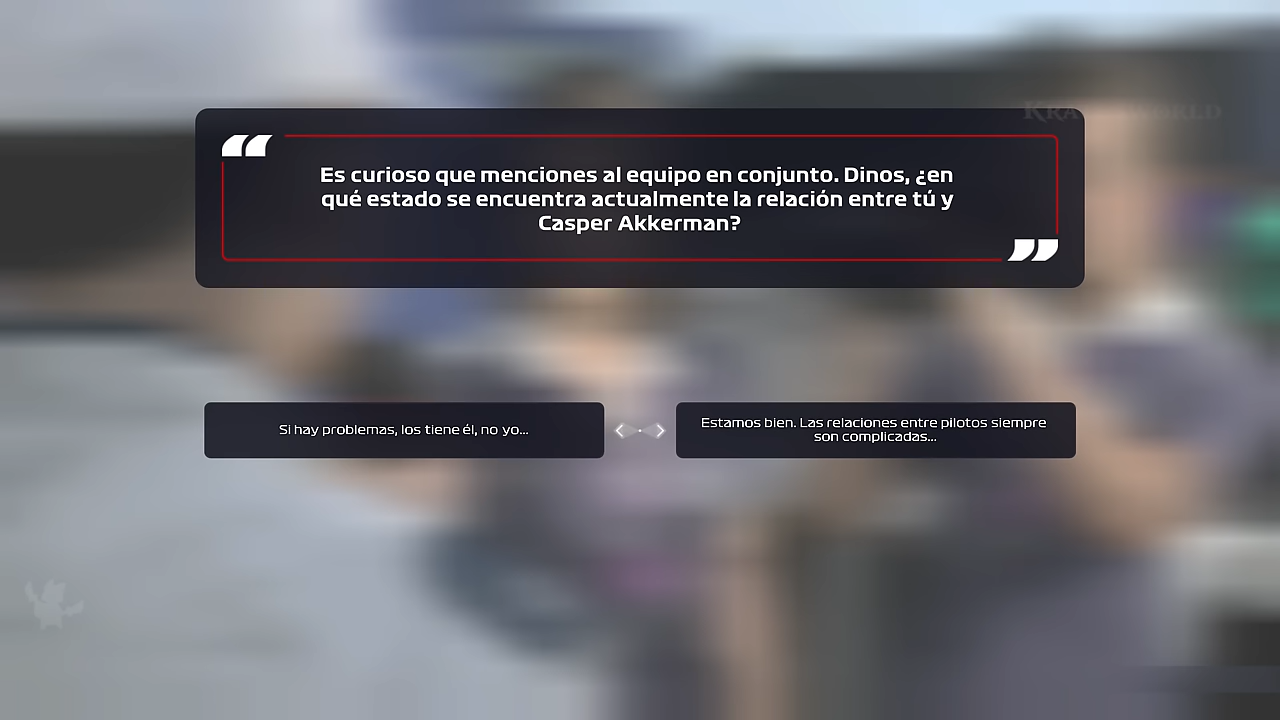 Es curioso que menciones al equipo en conjunto. Dinos, ¿en
qué estado se encuentra actualmente la relación entre tú y
Casper Akkerman?
Si hay problemas, los tiene él, no yo...
Estamos bien. Las relaciones entre pilotos siempre
son complicadas...